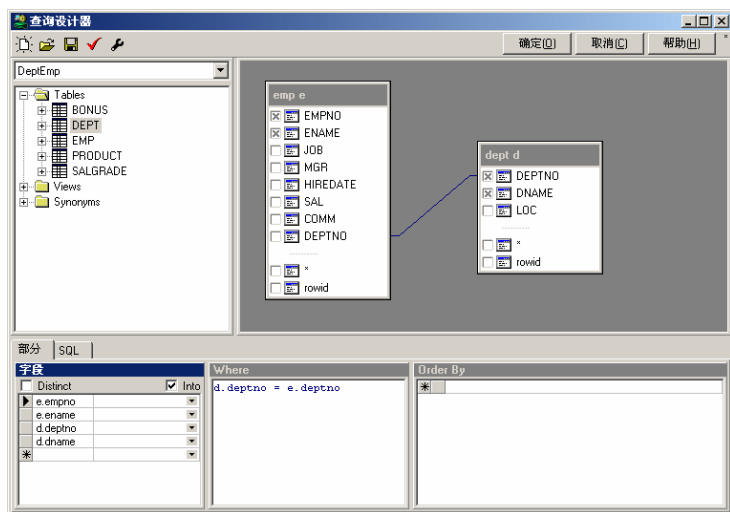 查询设计器
确定[O] 取消[C] 帮助[H]
DeptEmp
Tables
BONUS
DEPT
EMP
PRODUCT
SALGRADE
Views
Synonyms
emp e
EMPNO
ENAME
JOB
MGR
HIREDATE
SAL
COMM
DEPTNO
*
rowid
dept d
DEPTNO
DNAME
LOC
*
rowid
部分 SQL
字段
Distinct Into
e.empno
e.ename
d.deptno
d.dname
Where
d.deptno = e.deptno
Order By